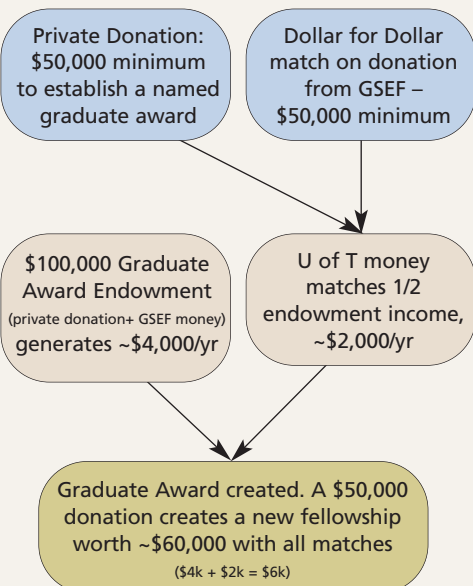 Private Donation:
$50,000 minimum
to establish a named
graduate award
Dollar for Dollar
match on donation
from GSEF –
$50,000 minimum
$100,000 Graduate
Award Endowment
(private donation+ GSEF money)
generates ~$4,000/yr
U of T money
matches 1/2
endowment income,
~$2,000/yr
Graduate Award created. A $50,000
donation creates a new fellowship
worth ~$60,000 with all matches
($4k + $2k = $6k)